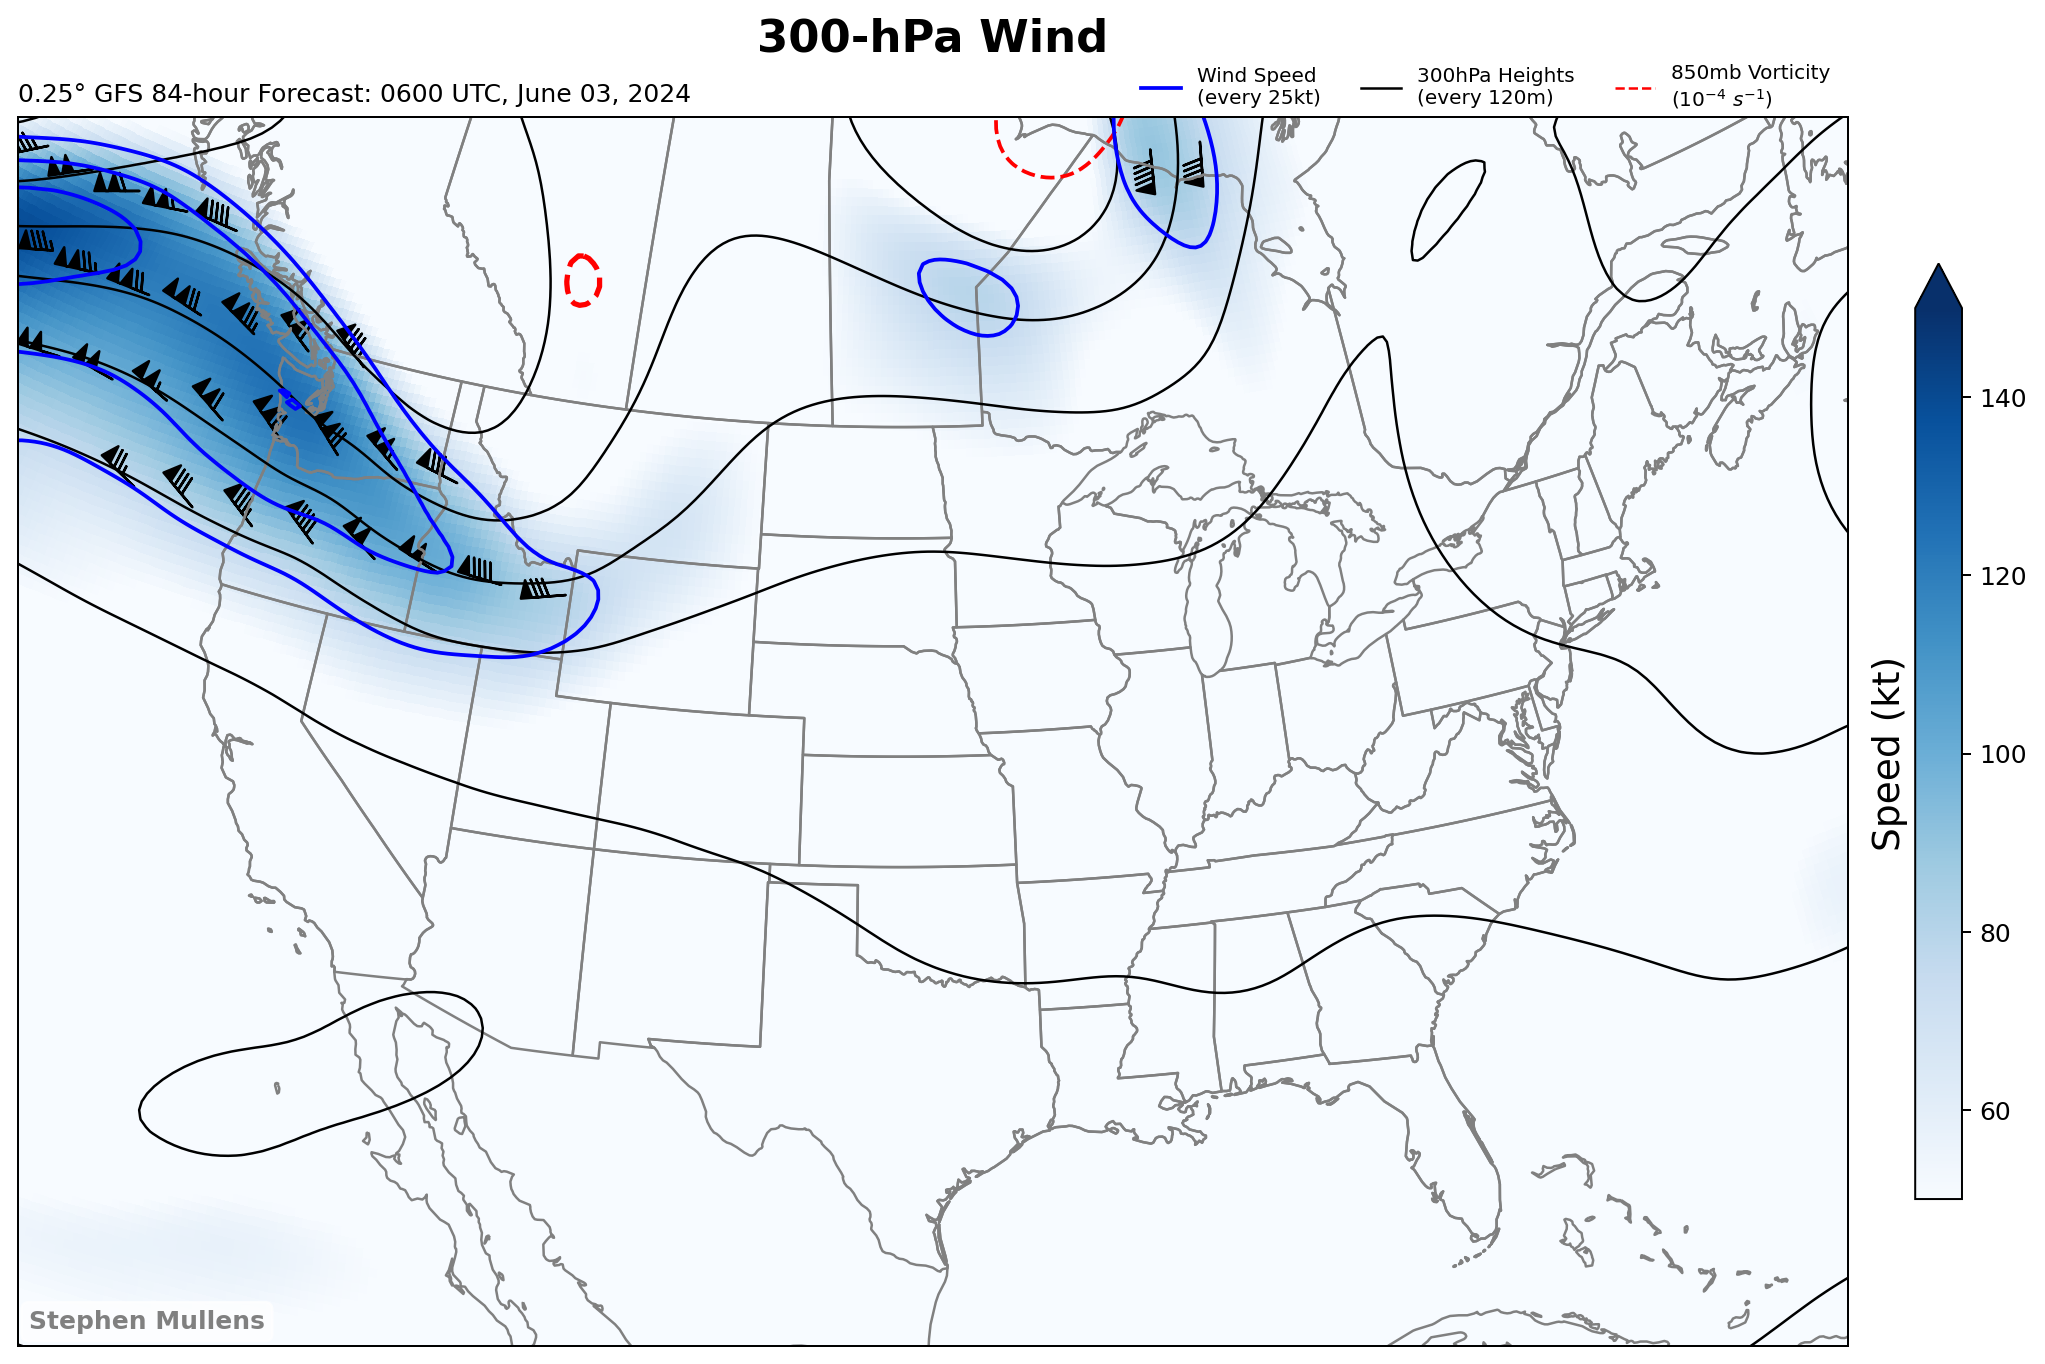 300-hPa Wind
0.25° GFS 84-hour Forecast: 0600 UTC, June 03, 2024
Wind Speed
(every 25kt)
300hPa Heights
(every 120m)
850mb Vorticity
(10⁻⁴ s⁻¹)
140
120
100
80
60
Speed (kt)
Stephen Mullens